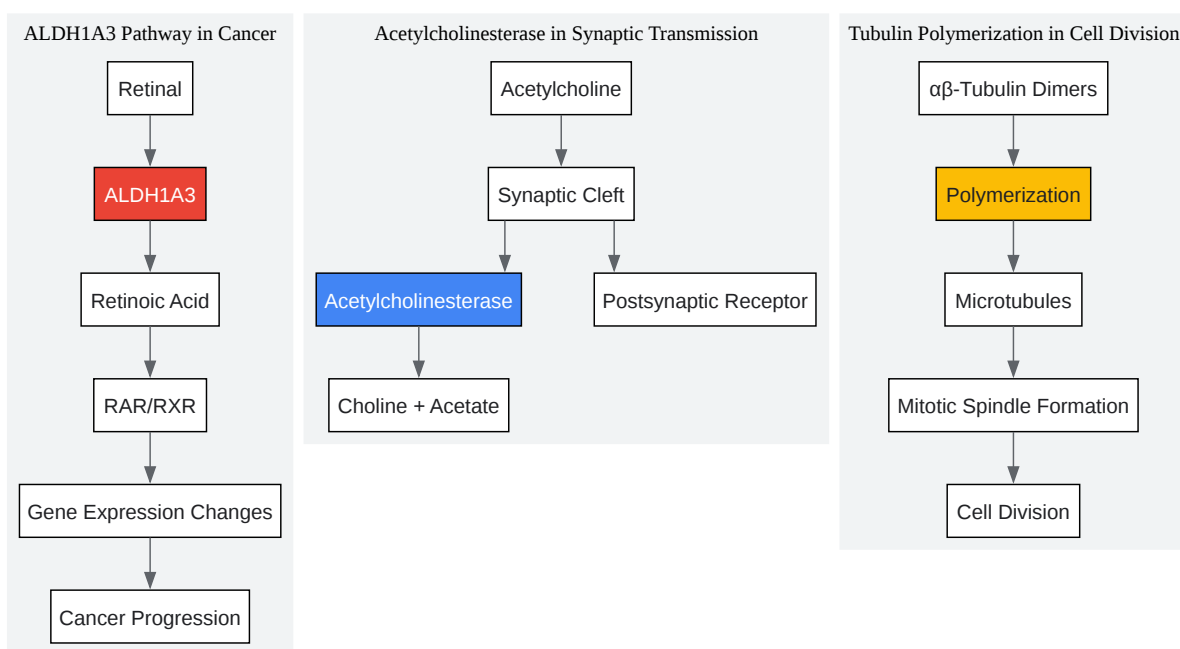 ALDH1A3 Pathway in Cancer
Retinal
ALDH1A3
Retinoic Acid
RAR/RXR
Gene Expression Changes
Cancer Progression
Acetylcholinesterase in Synaptic Transmission
Acetylcholine
Synaptic Cleft
Acetylcholinesterase
Postsynaptic Receptor
Choline + Acetate
Tubulin Polymerization in Cell Division
αβ-Tubulin Dimers
Polymerization
Microtubules
Mitotic Spindle Formation
Cell Division